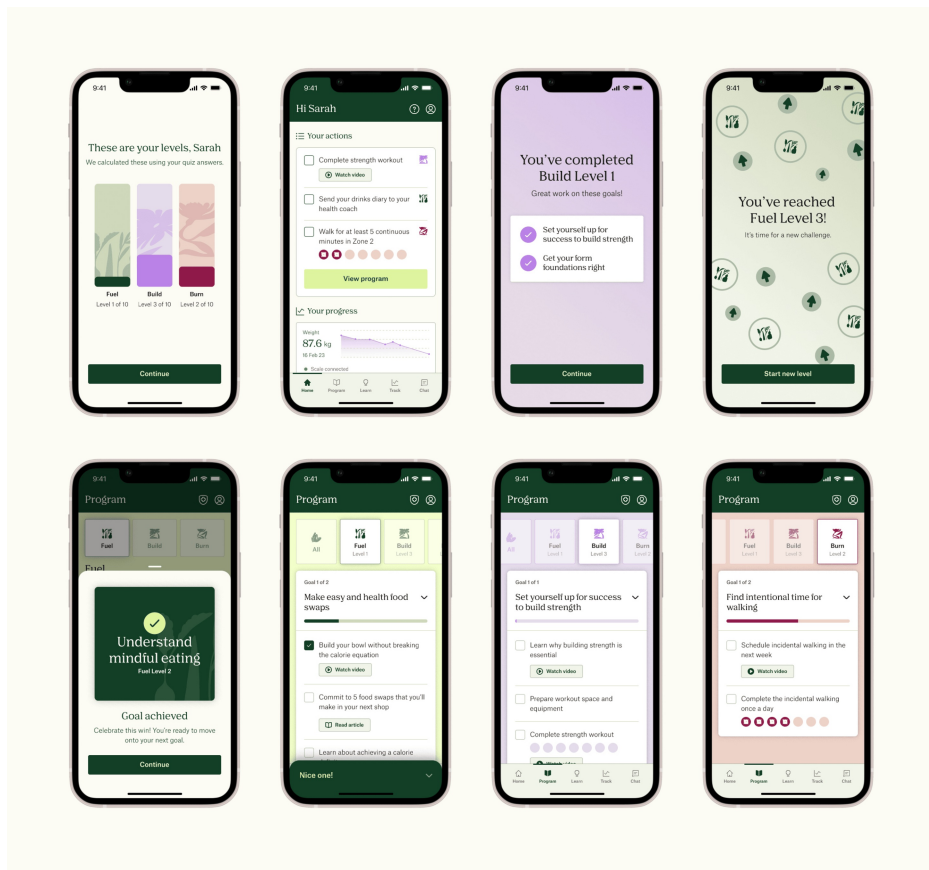 9:41
These are your levels, Sarah
We calculated these using your quiz answers.
Fuel
Level 1 of 10
Build
Level 3 of 10
Burn
Level 2 of 10
Continue
9:41
Hi Sarah
Your actions
Complete strength workout
Watch video
Send your drinks diary to your
health coach
Walk for at least 5 continuous
minutes in Zone 2
View program
Your progress
Weight
87.6 kg
16 Feb 23
Scale connected
Home
Program
Learn
Track
Chat
9:41
You've completed
Build Level 1
Great work on these goals!
Set yourself up for
success to build strength
Get your form
foundations right
Continue
9:41
You've reached
Fuel Level 3!
It's time for a new challenge.
Start new level
9:41
Program
Fuel
Build
Burn
Fuel
Understand
mindful eating
Fuel Level 2
Goal achieved
Celebrate this win! You're ready to move
onto your next goal.
Continue
9:41
Program
All
Fuel
Level 1
Build
Level 3
Goal 1 of 2
Make easy and health food
swaps
Build your bowl without breaking
the calorie equation
Watch video
Commit to 5 food swaps that you'll
make in your next shop
Read article
Learn about achieving a calorie
Nice one!
9:41
Program
All
Fuel
Level 1
Build
Level 3
Burn
Level 2
Goal 1 of 1
Set yourself up for success
to build strength
Learn why building strength is
essential
Watch video
Prepare workout space and
equipment
Complete strength workout
Watch video
Home
Program
Learn
Track
Chat
9:41
Program
Fuel
Level 1
Build
Level 3
Burn
Level 2
Goal 1 of 2
Find intentional time for
walking
Schedule incidental walking in the
next week
Watch video
Complete the incidental walking
once a day
Home
Program
Learn
Track
Chat